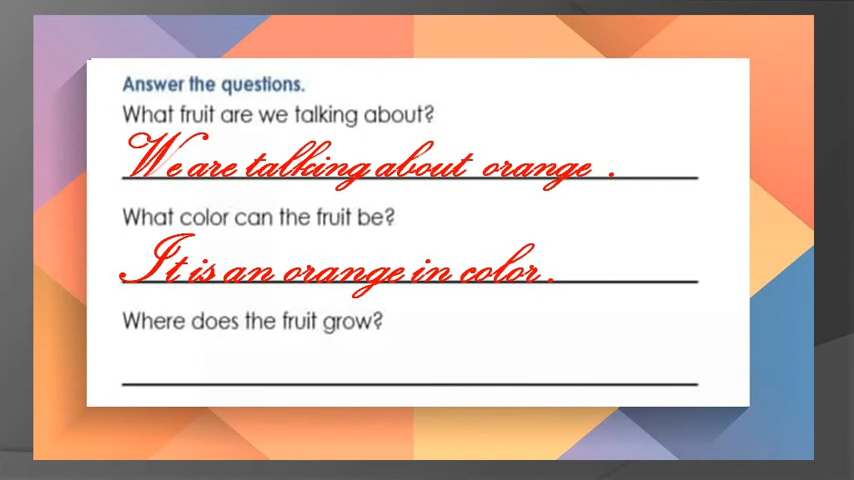 Answer the questions.
What fruit are we talking about?
We are talking about orange .
What color can the fruit be?
It is an orange in color.
Where does the fruit grow?